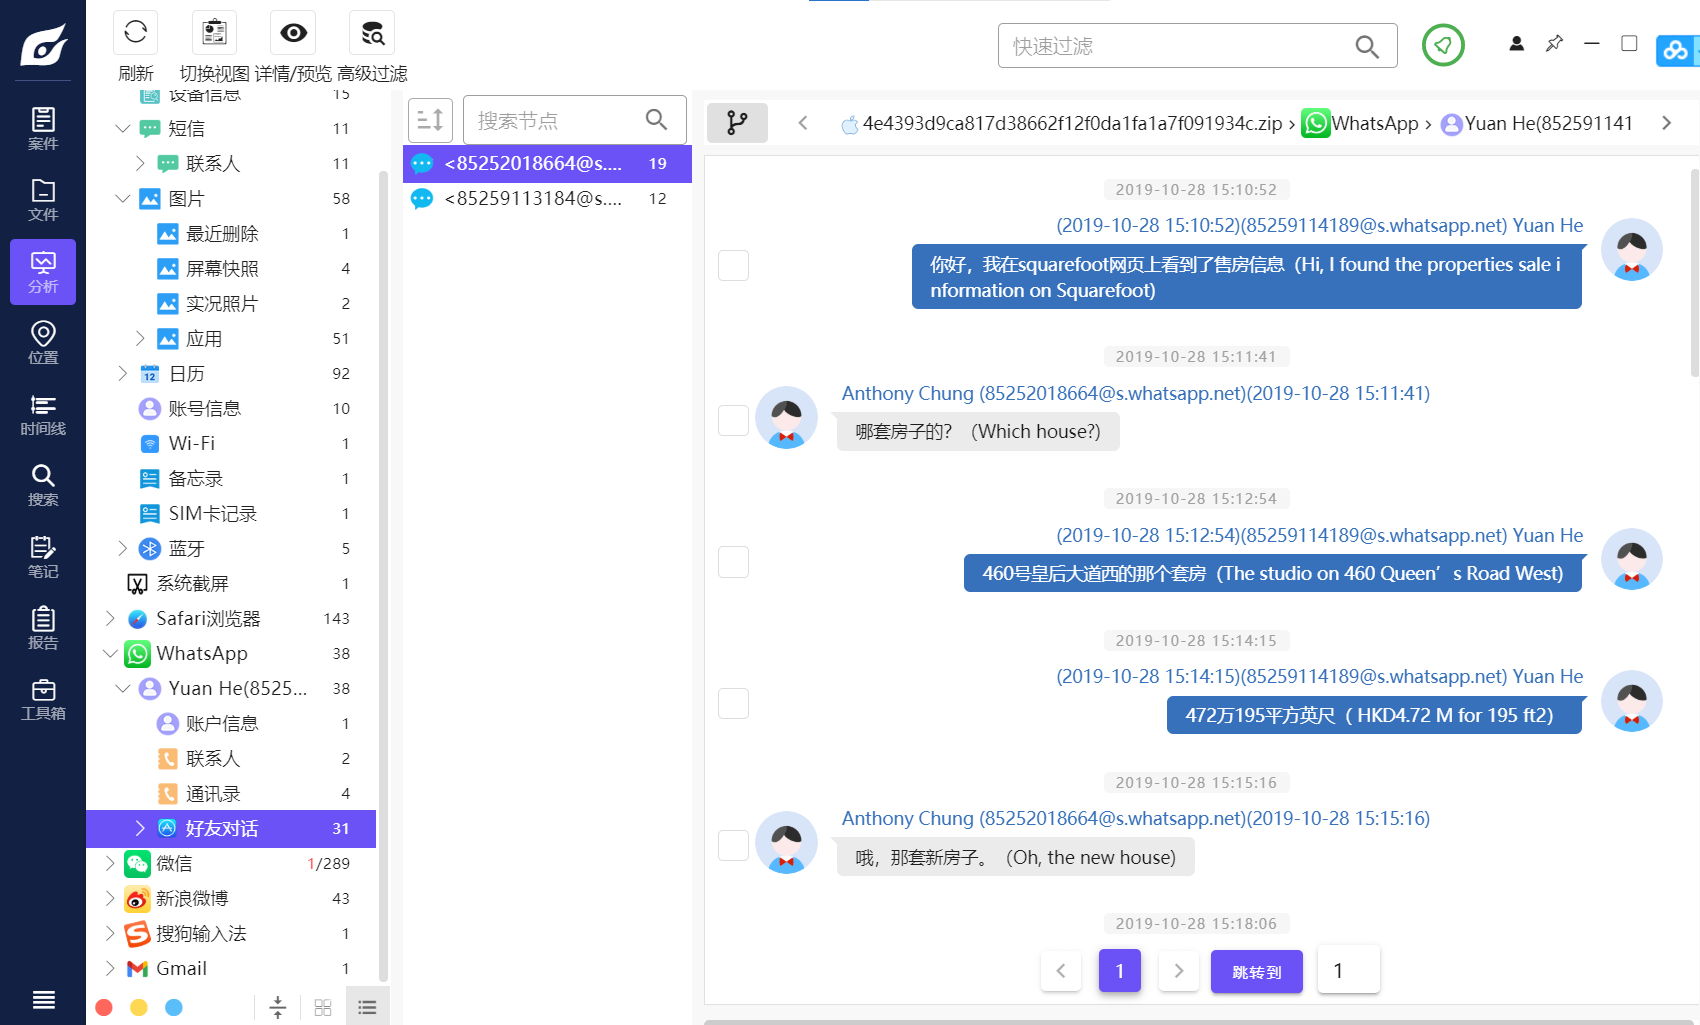 刷新
切换视图
详情/预览
高级过滤
快速过滤
案件
文件
分析
位置
时间线
搜索
笔记
报告
工具箱
设备信息 15
短信 11
联系人 11
图片 58
最近删除 1
屏幕快照 4
实况照片 2
应用 51
日历 92
账号信息 10
Wi-Fi 1
备忘录 1
SIM卡记录 1
蓝牙 5
系统截屏 1
Safari浏览器 143
WhatsApp 38
Yuan He(8525... 38
账户信息 1
联系人 2
通讯录 4
好友对话 31
微信 1/289
新浪微博 43
搜狗输入法 1
Gmail 1
搜索节点
<85252018664@s.... 19
<85259113184@s.... 12
4e4393d9ca817d38662f12f0da1fa1a7f091934c.zip › WhatsApp › Yuan He(852591141
2019-10-28 15:10:52
(2019-10-28 15:10:52)(85259114189@s.whatsapp.net) Yuan He
你好，我在squarefoot网页上看到了售房信息（Hi, I found the properties sale i
nformation on Squarefoot)
2019-10-28 15:11:41
Anthony Chung (85252018664@s.whatsapp.net)(2019-10-28 15:11:41)
哪套房子的？（Which house?)
2019-10-28 15:12:54
(2019-10-28 15:12:54)(85259114189@s.whatsapp.net) Yuan He
460号皇后大道西的那个套房（The studio on 460 Queen’s Road West)
2019-10-28 15:14:15
(2019-10-28 15:14:15)(85259114189@s.whatsapp.net) Yuan He
472万195平方英尺（ HKD4.72 M for 195 ft2）
2019-10-28 15:15:16
Anthony Chung (85252018664@s.whatsapp.net)(2019-10-28 15:15:16)
哦，那套新房子。（Oh, the new house)
2019-10-28 15:18:06
1
跳转到
1